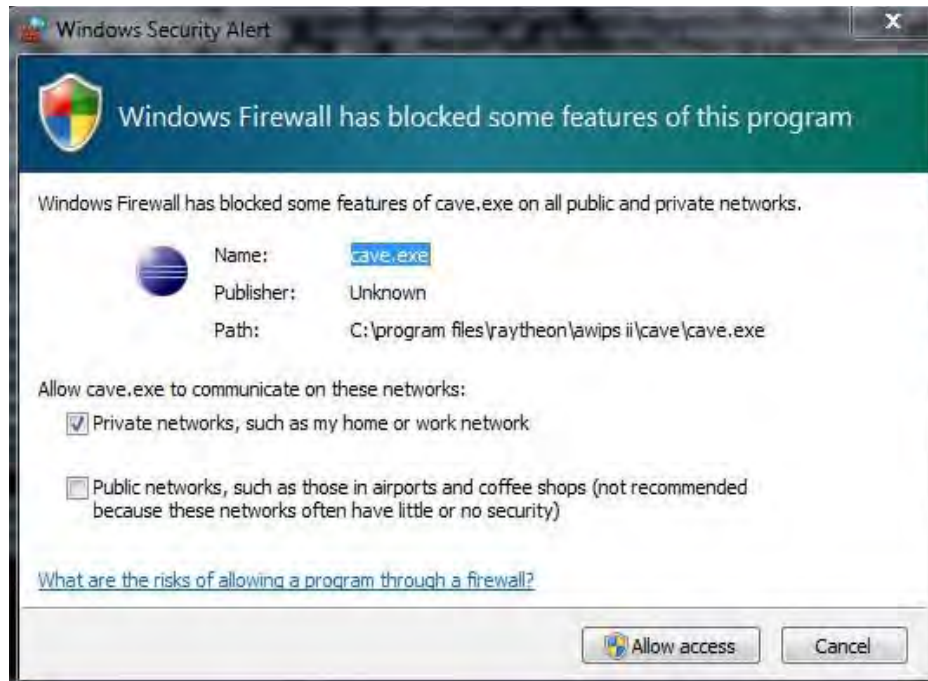 Windows Security Alert
x
Windows Firewall has blocked some features of this program
Windows Firewall has blocked some features of cave.exe on all public and private networks.
Name: cave.exe
Publisher: Unknown
Path: C:\program files\raytheon\awips ii\cave\cave.exe
Allow cave.exe to communicate on these networks:
Private networks, such as my home or work network
Public networks, such as those in airports and coffee shops (not recommended
because these networks often have little or no security)
What are the risks of allowing a program through a firewall?
Allow access Cancel